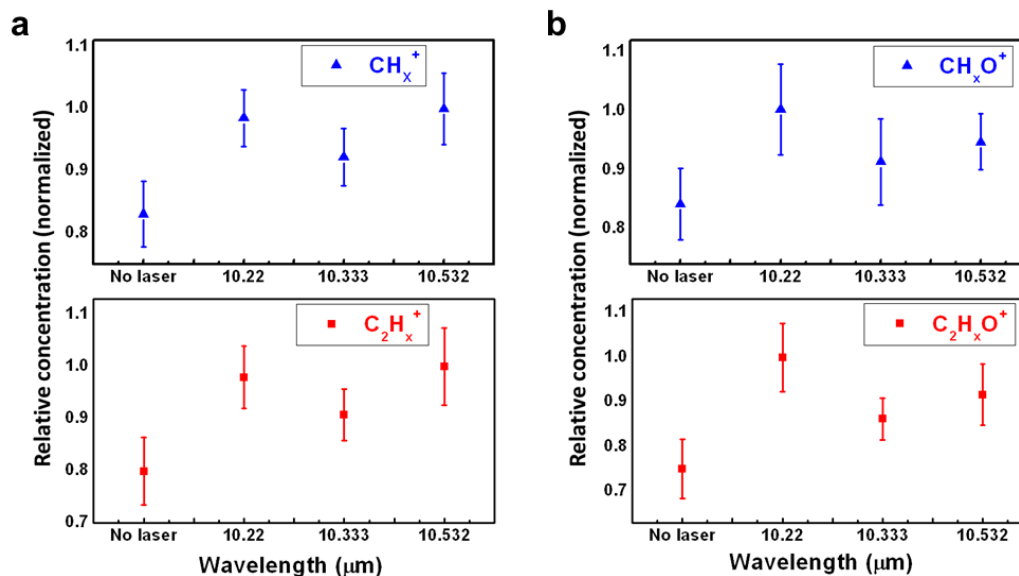 a
Relative concentration (normalized)
1.1
1.0
0.9
0.8
CHₓ⁺
No laser 10.22 10.333 10.532
1.1
1.0
0.9
0.8
0.7
C₂Hₓ⁺
No laser 10.22 10.333 10.532
Wavelength (μm)
b
Relative concentration (normalized)
1.1
1.0
0.9
0.8
CHₓO⁺
No laser 10.22 10.333 10.532
1.1
1.0
0.9
0.8
0.7
C₂HₓO⁺
No laser 10.22 10.333 10.532
Wavelength (μm)